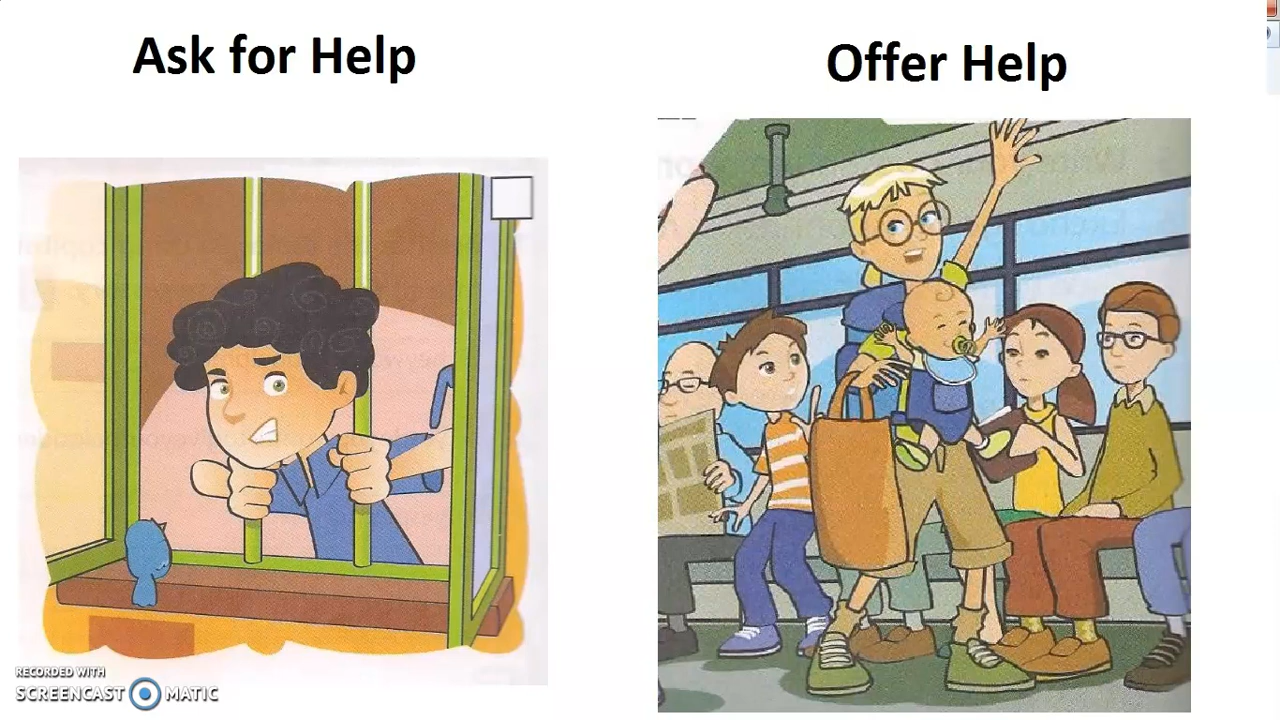 Ask for Help
Offer Help
RECORDED WITH
SCREENCAST MATIC